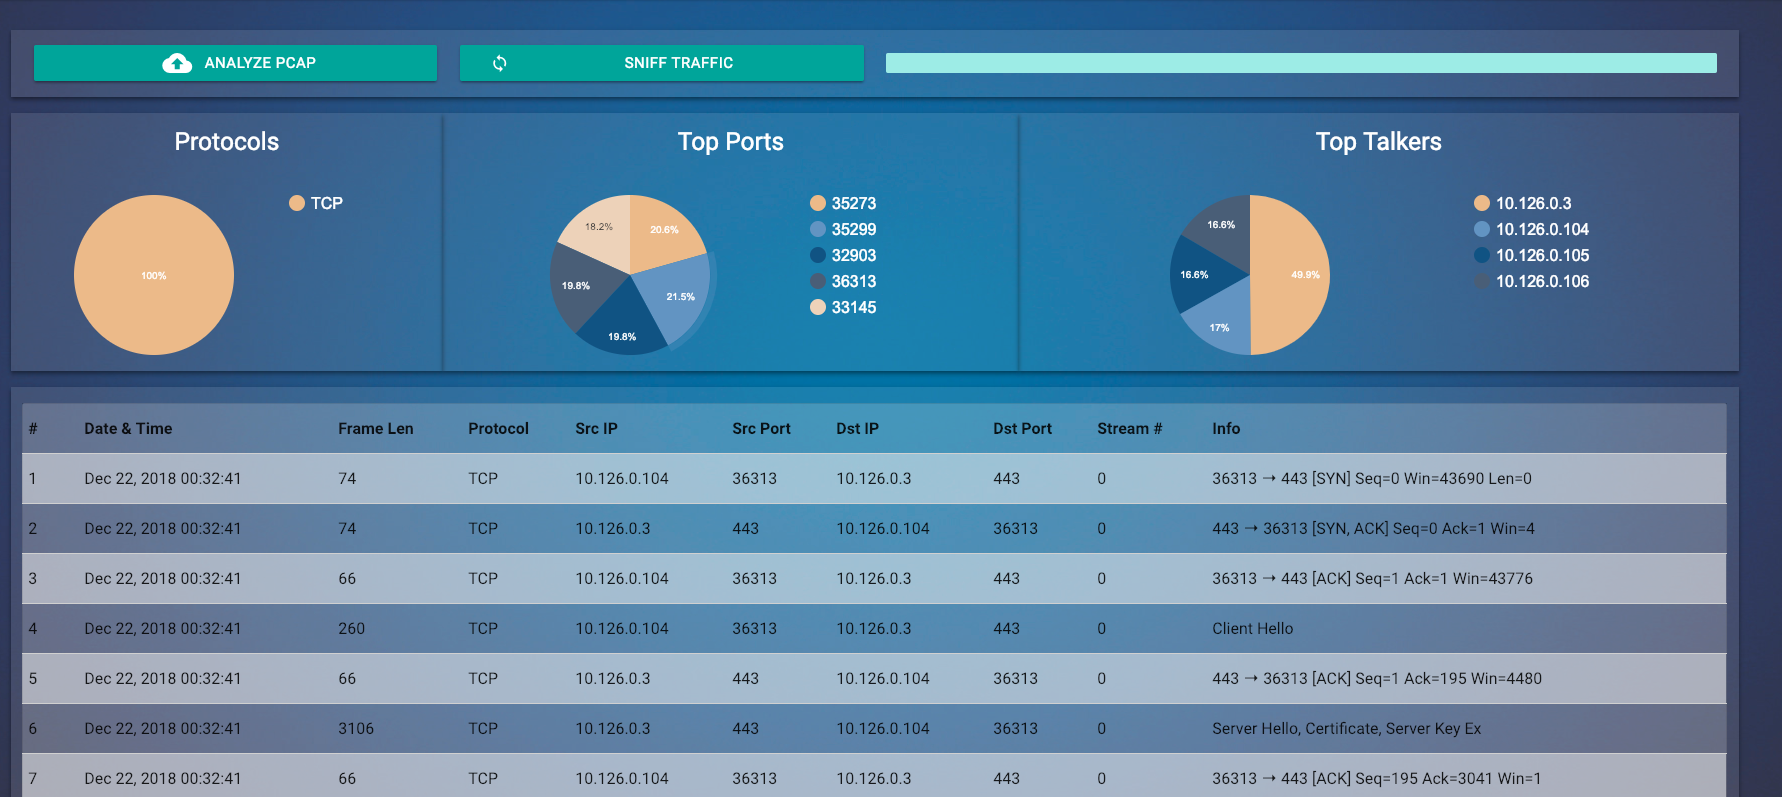 ANALYZE PCAP SNIFF TRAFFIC
Protocols
TCP
100%
Top Ports
35273
35299
32903
36313
33145
20.6%
21.5%
19.8%
19.8%
18.2%
Top Talkers
10.126.0.3
10.126.0.104
10.126.0.105
10.126.0.106
49.9%
17%
16.6%
16.6%
# Date & Time Frame Len Protocol Src IP Src Port Dst IP Dst Port Stream # Info
1 Dec 22, 2018 00:32:41 74 TCP 10.126.0.104 36313 10.126.0.3 443 0 36313 → 443 [SYN] Seq=0 Win=43690 Len=0
2 Dec 22, 2018 00:32:41 74 TCP 10.126.0.3 443 10.126.0.104 36313 0 443 → 36313 [SYN, ACK] Seq=0 Ack=1 Win=4
3 Dec 22, 2018 00:32:41 66 TCP 10.126.0.104 36313 10.126.0.3 443 0 36313 → 443 [ACK] Seq=1 Ack=1 Win=43776
4 Dec 22, 2018 00:32:41 260 TCP 10.126.0.104 36313 10.126.0.3 443 0 Client Hello
5 Dec 22, 2018 00:32:41 66 TCP 10.126.0.3 443 10.126.0.104 36313 0 443 → 36313 [ACK] Seq=1 Ack=195 Win=4480
6 Dec 22, 2018 00:32:41 3106 TCP 10.126.0.3 443 10.126.0.104 36313 0 Server Hello, Certificate, Server Key Ex
7 Dec 22, 2018 00:32:41 66 TCP 10.126.0.104 36313 10.126.0.3 443 0 36313 → 443 [ACK] Seq=195 Ack=3041 Win=1